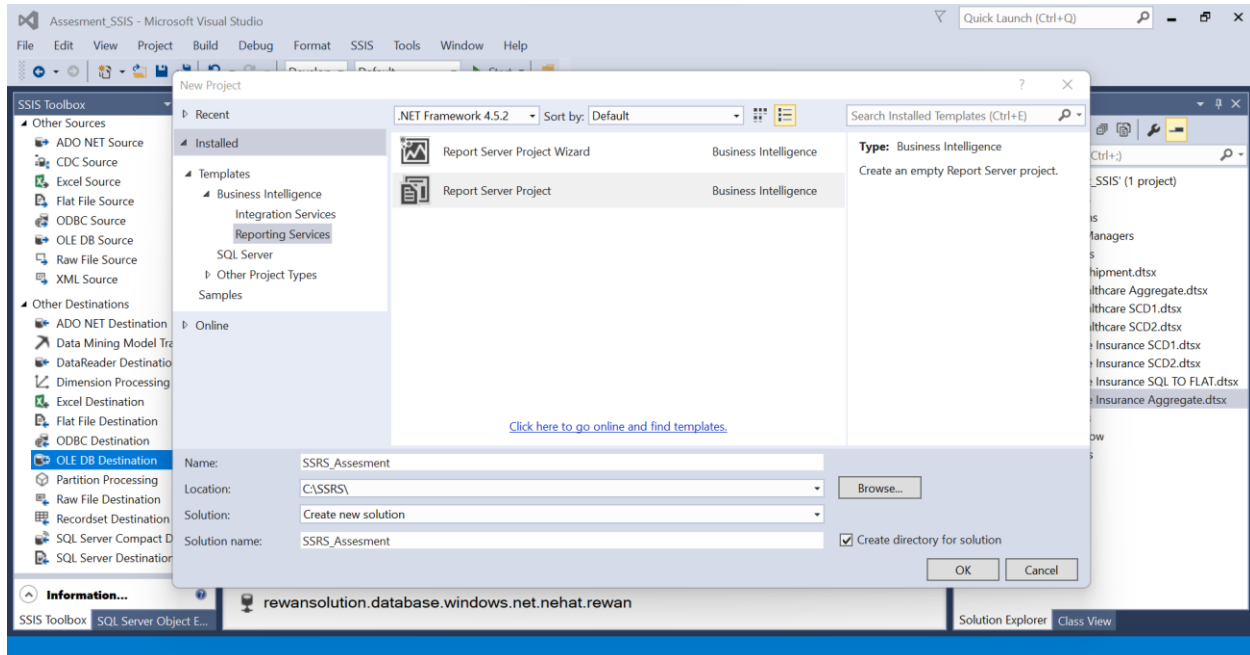 Assesment_SSIS - Microsoft Visual Studio
Quick Launch (Ctrl+Q)
File Edit View Project Build Debug Format SSIS Tools Window Help
New Project
SSIS Toolbox
Other Sources
ADO NET Source
CDC Source
Excel Source
Flat File Source
ODBC Source
OLE DB Source
Raw File Source
XML Source
Other Destinations
ADO NET Destination
Data Mining Model Tra
DataReader Destinatio
Dimension Processing
Excel Destination
Flat File Destination
ODBC Destination
OLE DB Destination
Partition Processing
Raw File Destination
Recordset Destination
SQL Server Compact D
SQL Server Destination
Information...
SSIS Toolbox SQL Server Object E...
Recent
Installed
Templates
Business Intelligence
Integration Services
Reporting Services
SQL Server
Other Project Types
Samples
Online
.NET Framework 4.5.2 Sort by: Default
Search Installed Templates (Ctrl+E)
Report Server Project Wizard Business Intelligence
Report Server Project Business Intelligence
Type: Business Intelligence
Create an empty Report Server project.
Click here to go online and find templates.
Name: SSRS_Assesment
Location: C:\SSRS\
Browse...
Solution: Create new solution
Solution name: SSRS_Assesment
Create directory for solution
OK Cancel
rewansolution.database.windows.net.nehat.rewan
Ctrl+;)
_SSIS' (1 project)
Managers
hipment.dtsx
lthcare Aggregate.dtsx
lthcare SCD1.dtsx
lthcare SCD2.dtsx
e Insurance SCD1.dtsx
e Insurance SCD2.dtsx
e Insurance SQL TO FLAT.dtsx
e Insurance Aggregate.dtsx
Solution Explorer Class View